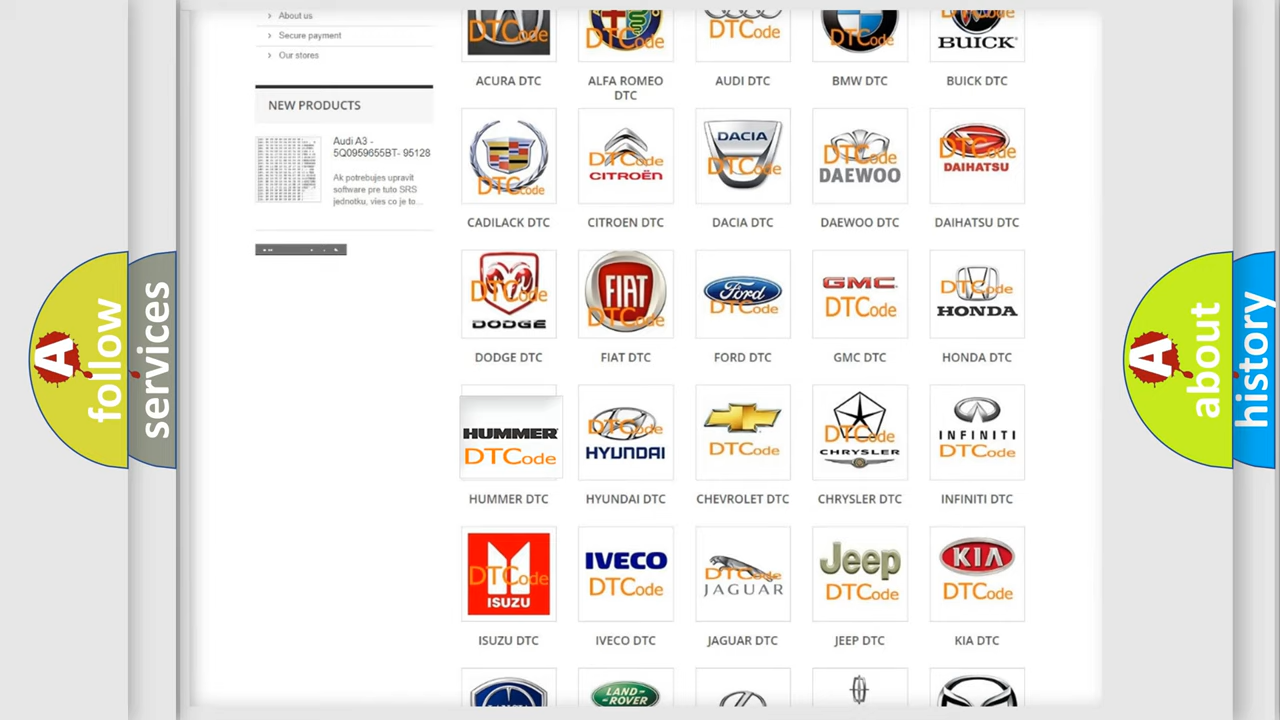 About us
Secure payment
Our stores
NEW PRODUCTS
Audi A3 -
5Q0959655BT- 95128
Ak potrebujes upravit
software pre tuto SRS
jednotku, vies co je to...
DTCode
DTCode
DTCode
DTCode
DTCode
BUICK
ACURA DTC
ALFA ROMEO
DTC
AUDI DTC
BMW DTC
BUICK DTC
DTCode
DTCode
CITROËN
DACIA
DTCode
DTCode
DAEWOO
DTCode
DAIHATSU
CADILACK DTC
CITROEN DTC
DACIA DTC
DAEWOO DTC
DAIHATSU DTC
DTCode
DODGE
FIAT
DTCode
Ford
DTCode
GMC
DTCode
DTCode
HONDA
DODGE DTC
FIAT DTC
FORD DTC
GMC DTC
HONDA DTC
HUMMER
DTCode
DTCode
HYUNDAI
DTCode
DTCode
CHRYSLER
INFINITI
DTCode
HUMMER DTC
HYUNDAI DTC
CHEVROLET DTC
CHRYSLER DTC
INFINITI DTC
DTCode
ISUZU
IVECO
DTCode
DTCode
JAGUAR
Jeep
DTCode
KIA
DTCode
ISUZU DTC
IVECO DTC
JAGUAR DTC
JEEP DTC
KIA DTC
LAND-
ROVER
A
follow
services
A
about
history